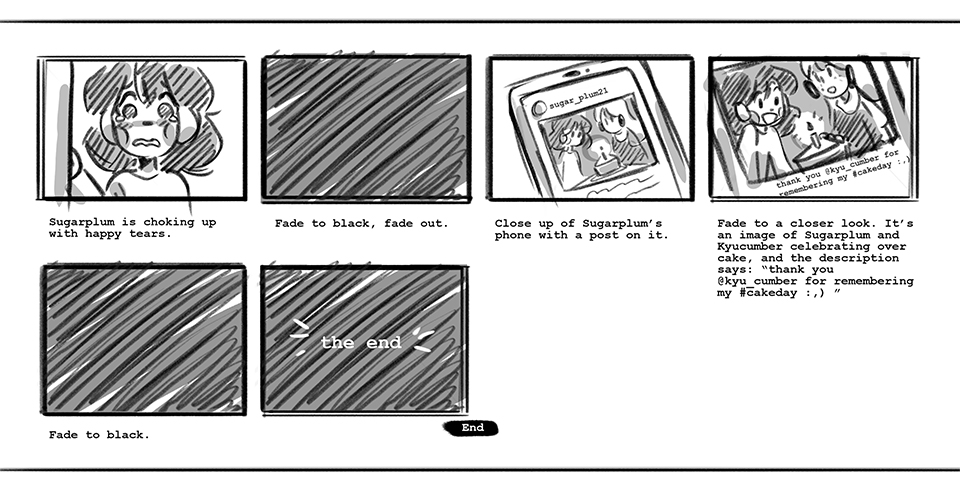 sugar_plum21
thank you @kyu_cumber for
remembering my #cakeday :,)
Sugarplum is choking up
with happy tears.
Fade to black, fade out.
Close up of Sugarplum's
phone with a post on it.
Fade to a closer look. It's
an image of Sugarplum and
Kyucumber celebrating over
cake, and the description
says: “thank you
@kyu_cumber for remembering
my #cakeday :,) ”
the end
Fade to black.
End